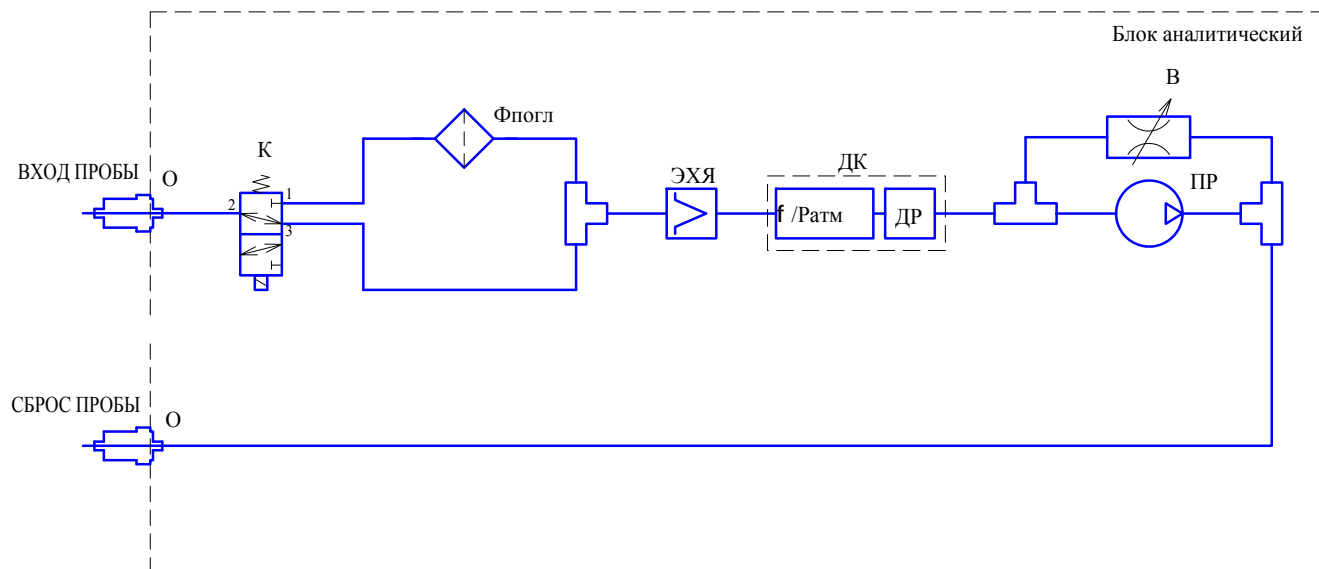 Блок аналитический
В
Фпогл
К
ВХОД ПРОБЫ
О
ЭХЯ
ДК
ПР
1
2
3
f /Ратм
ДР
СБРОС ПРОБЫ
О